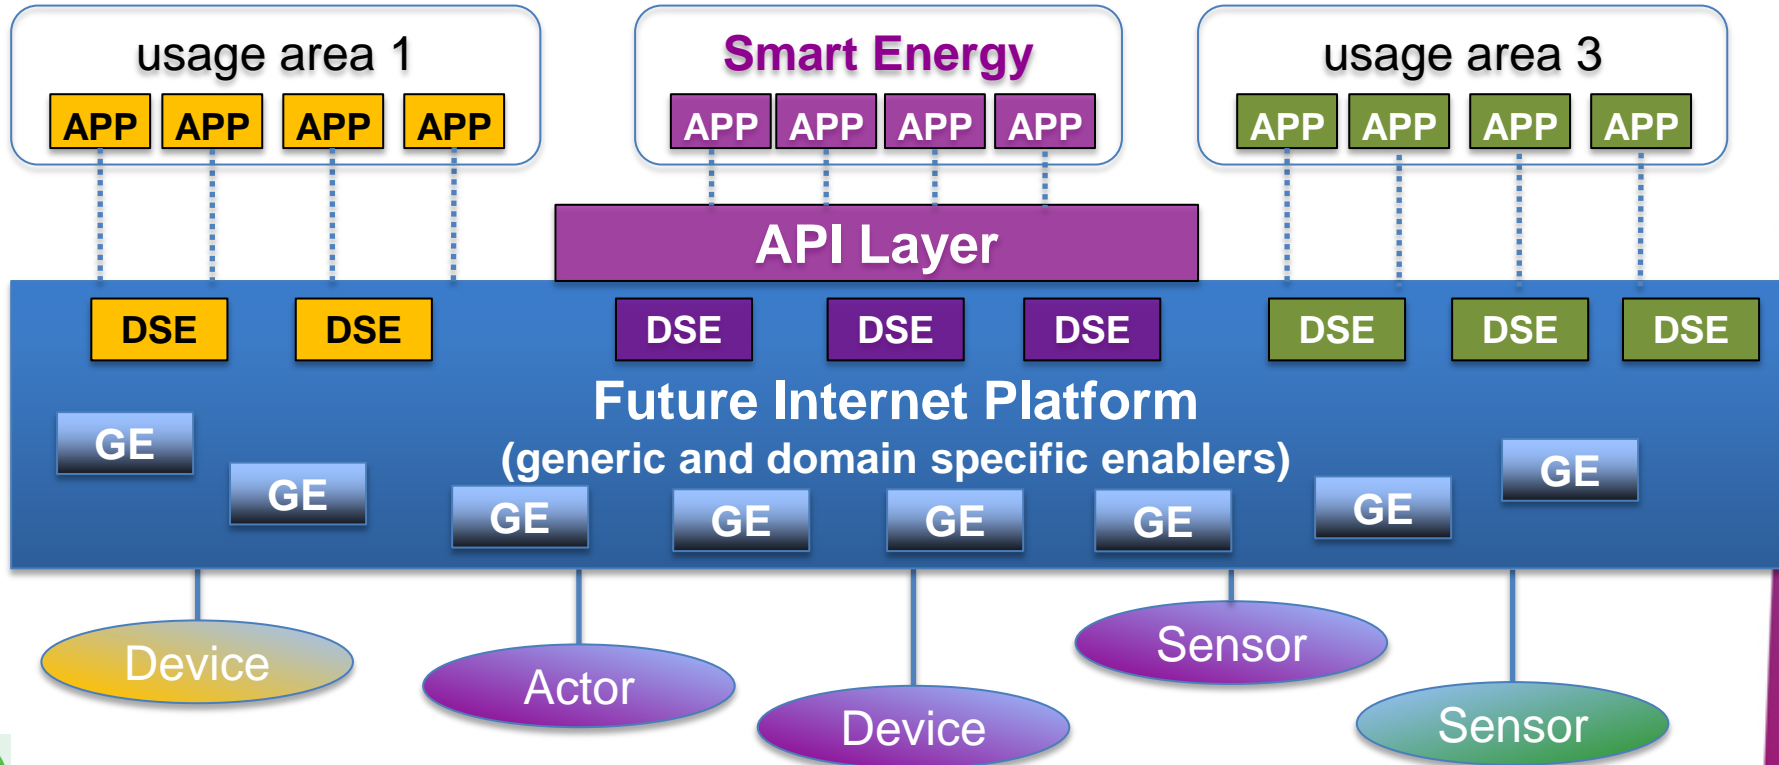 usage area 1
APP APP APP APP
Smart Energy
APP APP APP APP
usage area 3
APP APP APP APP
API Layer
DSE DSE DSE DSE DSE DSE DSE DSE
Future Internet Platform
(generic and domain specific enablers)
GE GE GE GE GE GE GE GE
Device
Actor
Device
Sensor
Sensor